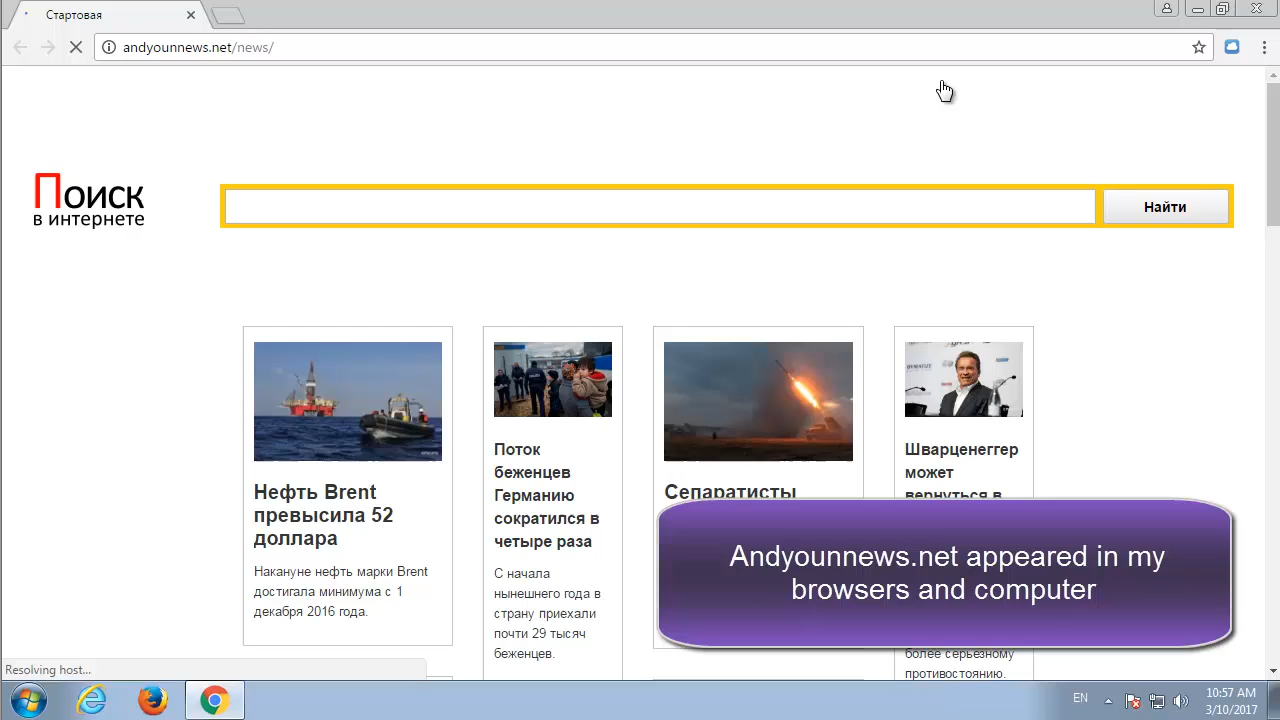 Стартовая
andyounnews.net/news/
Поиск
в интернете
Найти
Нефть Brent
превысила 52
доллара
Накануне нефть марки Brent
достигала минимума с 1
декабря 2016 года.
Поток
беженцев
Германию
сократился в
четыре раза
С начала
нынешнего года в
страну приехали
почти 29 тысяч
беженцев.
Сепаратисты
Шварценеггер
может
вернуться в
более серьезному
противостоянию.
Andyounnews.net appeared in my
browsers and computer
Resolving host...
EN
10:57 AM
3/10/2017